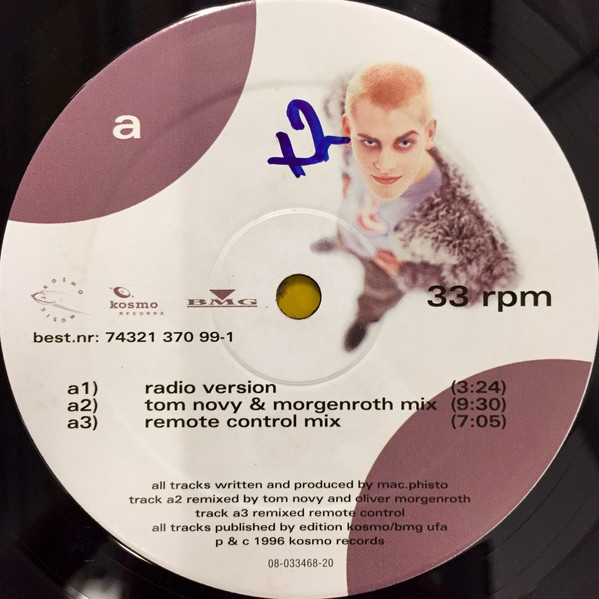 a
x2
kosmo
music
kosmo
records
BMG
33 rpm
best.nr: 74321 370 99-1
a1) radio version (3:24)
a2) tom novy & morgenroth mix (9:30)
a3) remote control mix (7:05)
all tracks written and produced by mac.phisto
track a2 remixed by tom novy and oliver morgenroth
track a3 remixed remote control
all tracks published by edition kosmo/bmg ufa
p & c 1996 kosmo records
08-033468-20